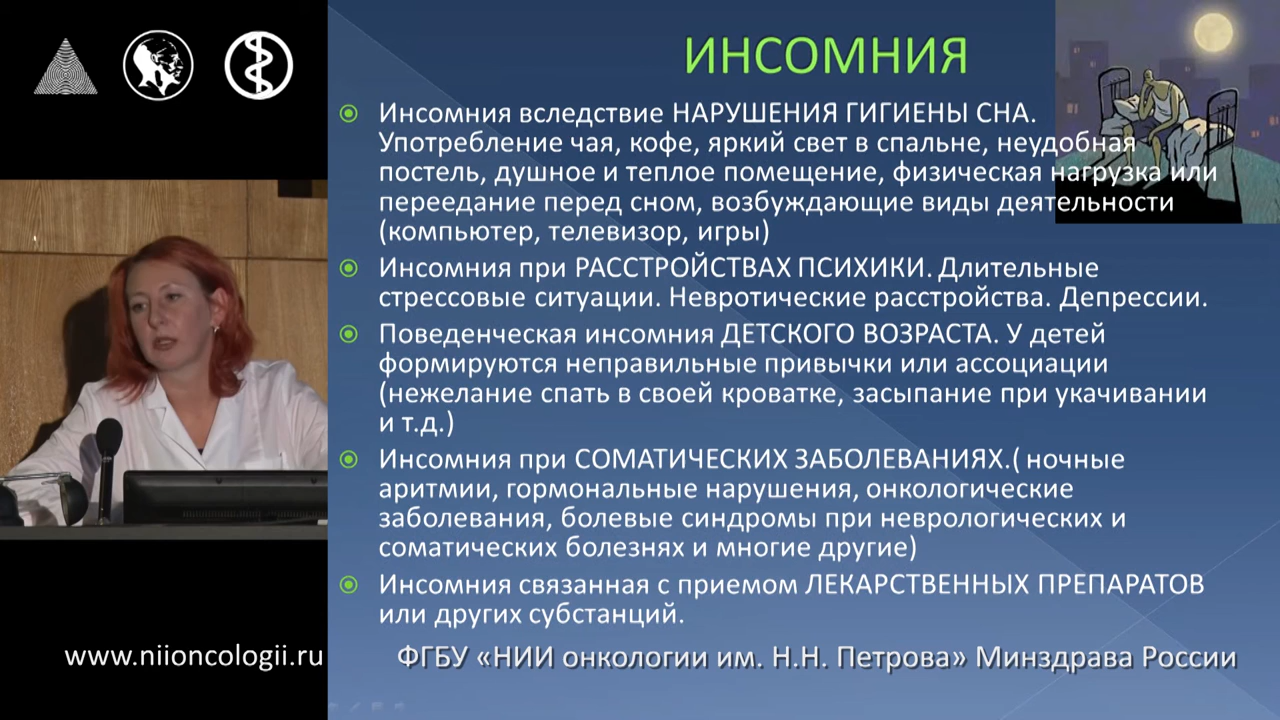 ИНСОМНИЯ
Инсомния вследствие НАРУШЕНИЯ ГИГИЕНЫ СНА.
Употребление чая, кофе, яркий свет в спальне, неудобная
постель, душное и теплое помещение, физическая нагрузка или
переедание перед сном, возбуждающие виды деятельности
(компьютер, телевизор, игры)
Инсомния при РАССТРОЙСТВАХ ПСИХИКИ. Длительные
стрессовые ситуации. Невротические расстройства. Депрессии.
Поведенческая инсомния ДЕТСКОГО ВОЗРАСТА. У детей
формируются неправильные привычки или ассоциации
(нежелание спать в своей кроватке, засыпание при укачивании
и т.д.)
Инсомния при СОМАТИЧЕСКИХ ЗАБОЛЕВАНИЯХ.( ночные
аритмии, гормональные нарушения, онкологические
заболевания, болевые синдромы при неврологических и
соматических болезнях и многие другие)
Инсомния связанная с приемом ЛЕКАРСТВЕННЫХ ПРЕПАРАТОВ
или других субстанций.
www.niioncologii.ru
ФГБУ «НИИ онкологии им. Н.Н. Петрова» Минздрава России